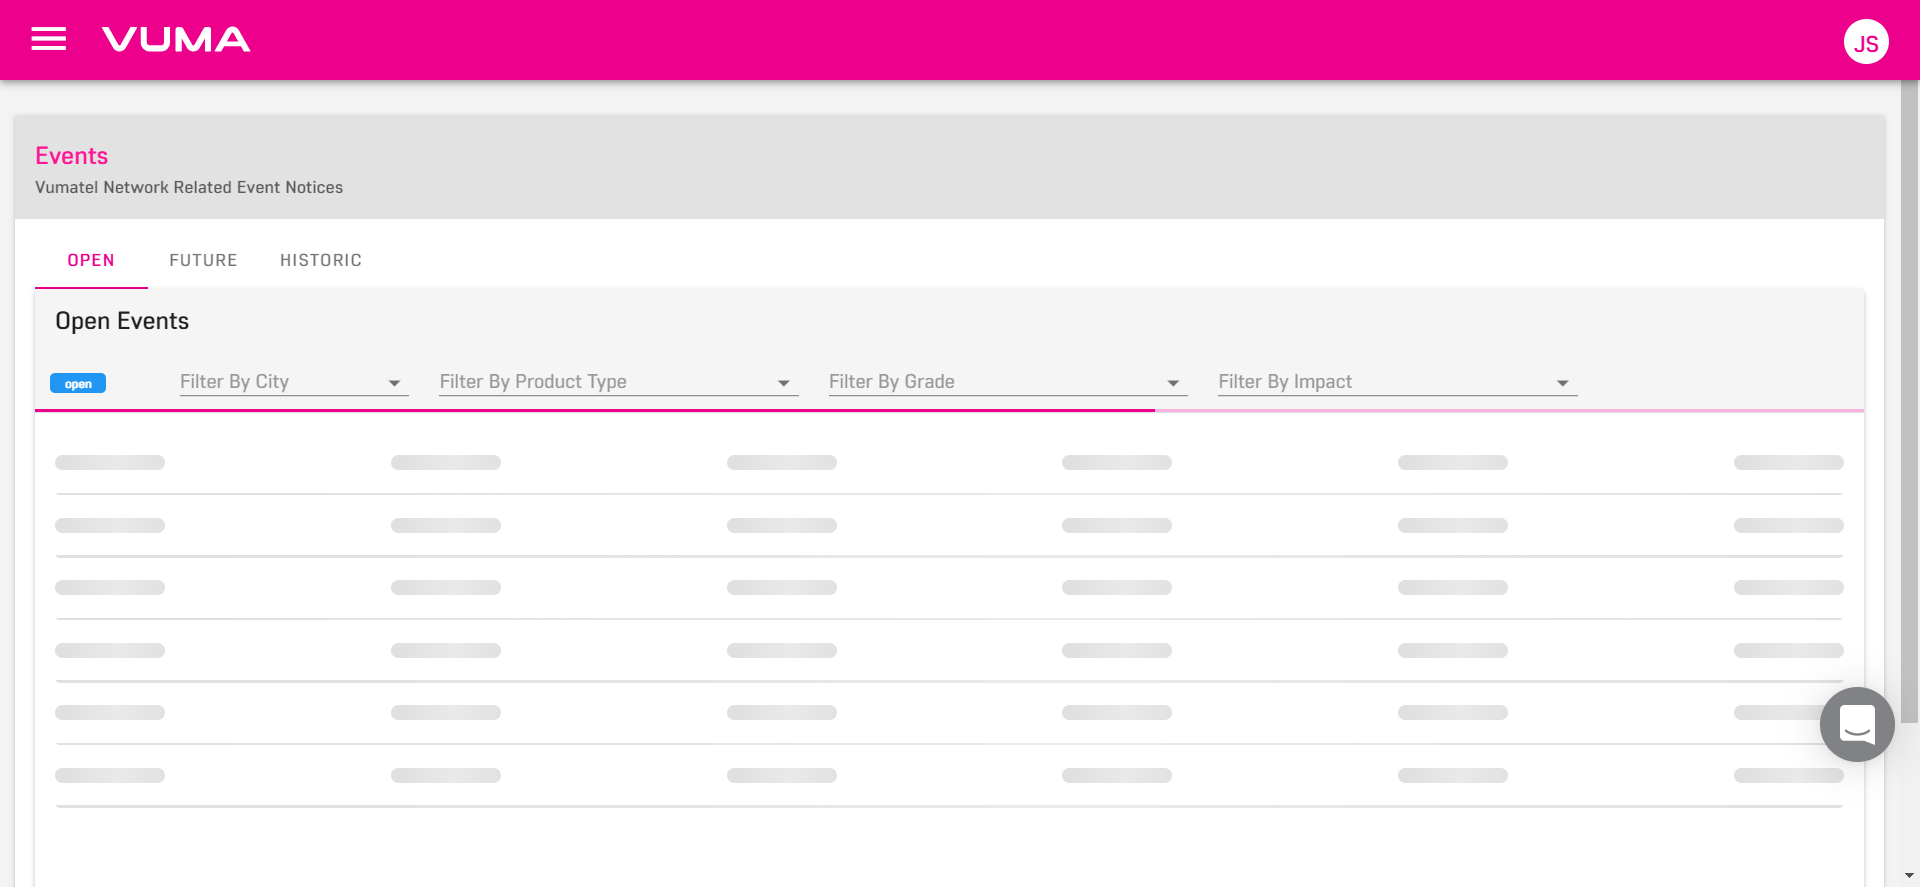 VUMA
JS
Events
Vumatel Network Related Event Notices
OPEN FUTURE HISTORIC
Open Events
open Filter By City Filter By Product Type Filter By Grade Filter By Impact